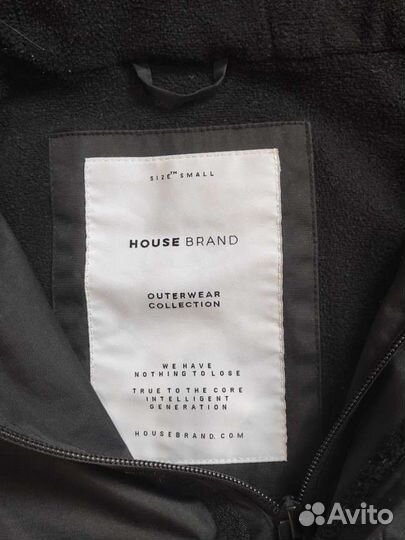 SIZE™ SMALL
HOUSE BRAND
OUTERWEAR
COLLECTION
WE HAVE
NOTHING TO LOSE
TRUE TO THE CORE
INTELLIGENT
GENERATION
HOUSEBRAND.COM
Avito